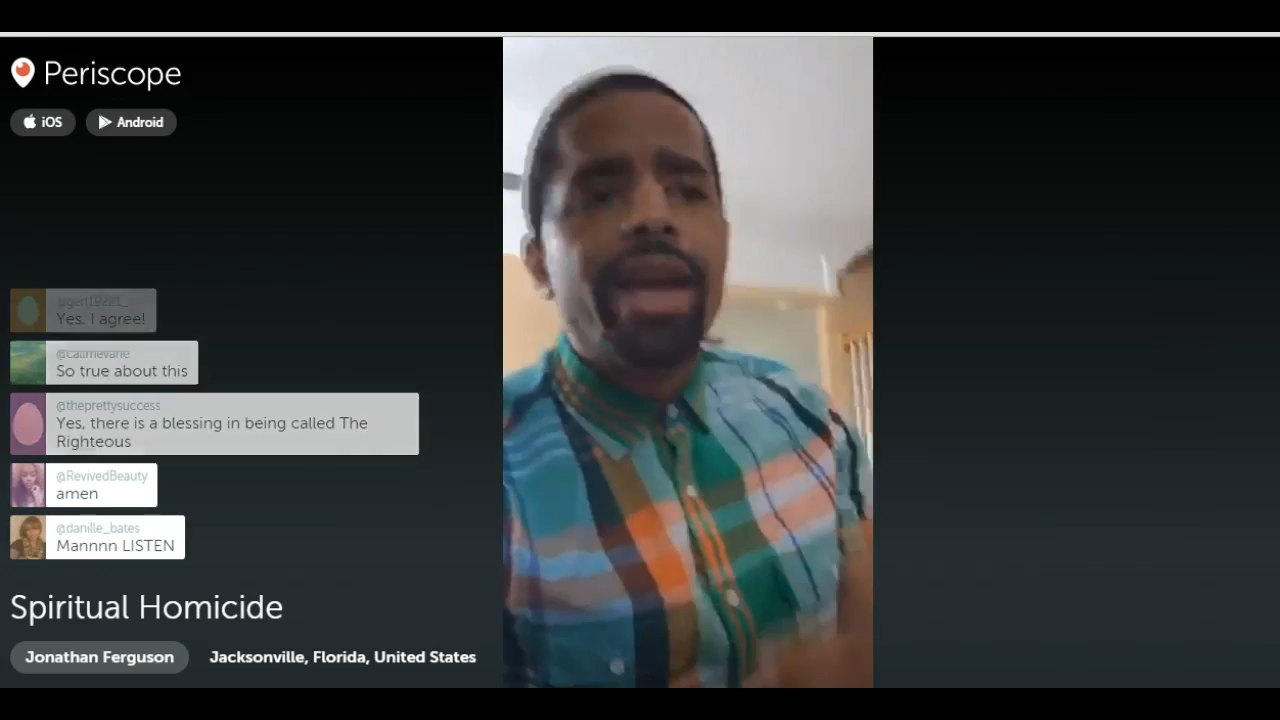 Periscope
iOS
Android
Yes. I agree!
@callmevane
So true about this
@theprettysuccess
Yes, there is a blessing in being called The
Righteous
@RevivedBeauty
amen
@danille_bates
Mannnn LISTEN
Spiritual Homicide
Jonathan Ferguson
Jacksonville, Florida, United States